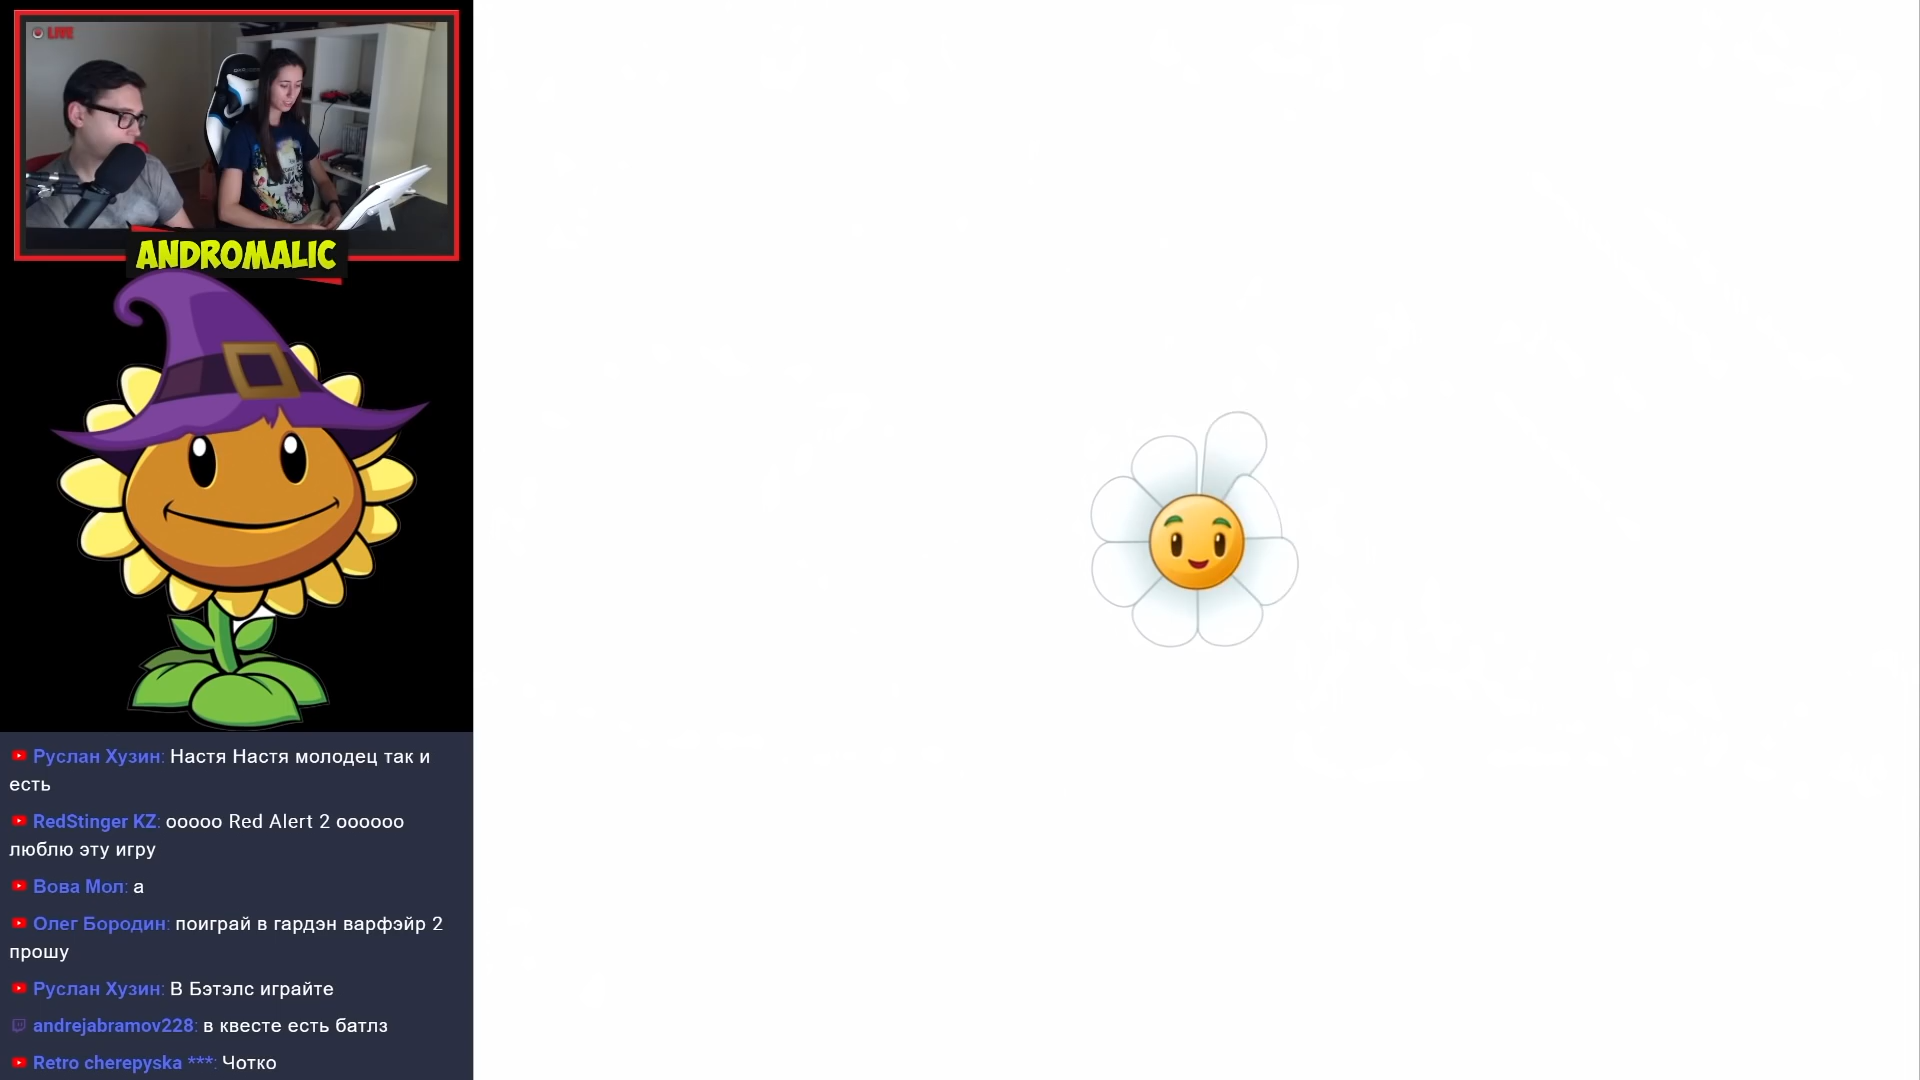 LIVE
ANDROMALIC
Руслан Хузин: Настя Настя молодец так и
есть
RedStinger KZ: ооооо Red Alert 2 оооооо
люблю эту игру
Вова Мол: а
Олег Бородин: поиграй в гардэн варфэйр 2
прошу
Руслан Хузин: В Бэтэлс играйте
andrejabramov228: в квесте есть батлз
Retro cherepyska ***: Чотко